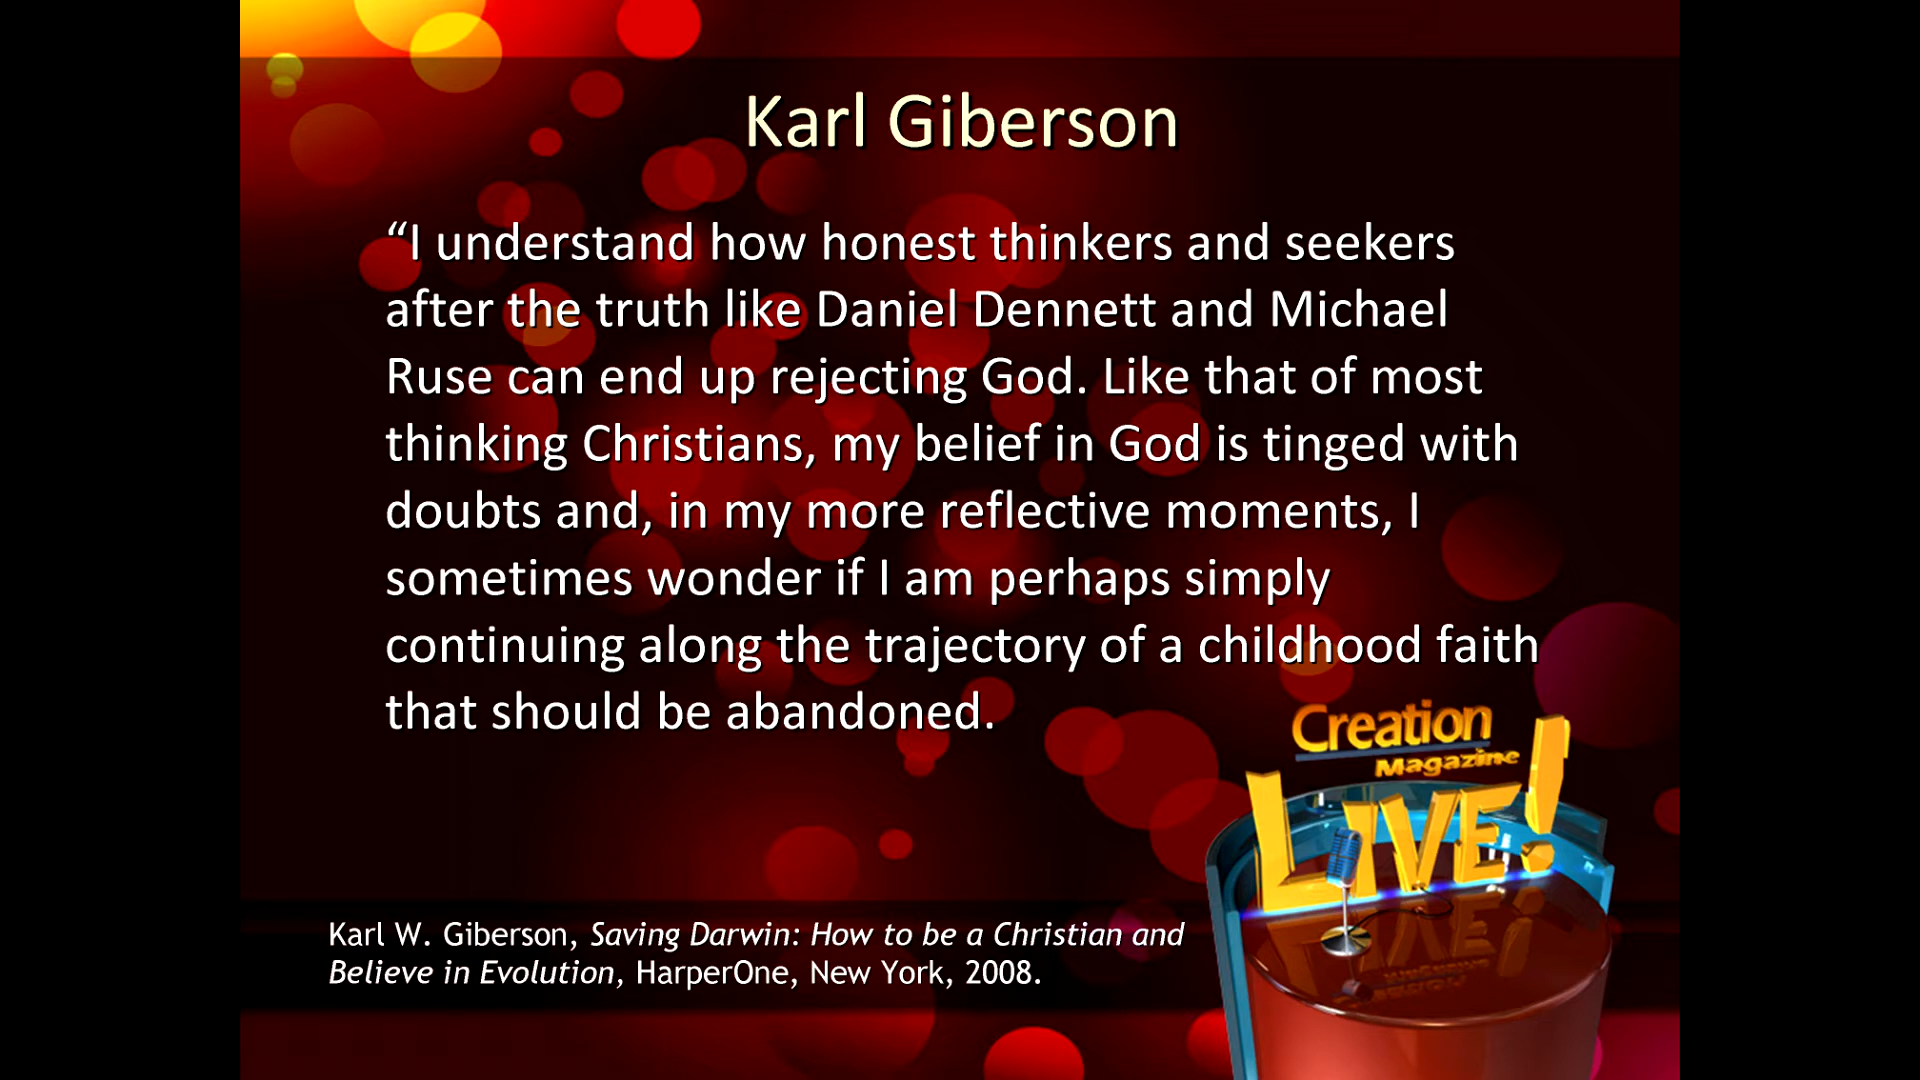 Karl Giberson
“I understand how honest thinkers and seekers
after the truth like Daniel Dennett and Michael
Ruse can end up rejecting God. Like that of most
thinking Christians, my belief in God is tinged with
doubts and, in my more reflective moments, I
sometimes wonder if I am perhaps simply
continuing along the trajectory of a childhood faith
that should be abandoned.
Creation
Magazine
LIVE!
Karl W. Giberson, Saving Darwin: How to be a Christian and
Believe in Evolution, HarperOne, New York, 2008.